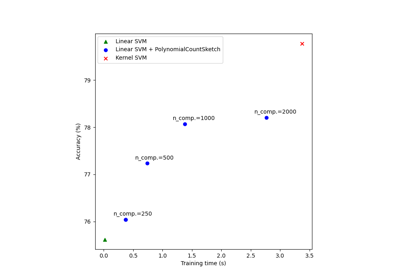 Linear SVM
Linear SVM + PolynomialCountSketch
Kernel SVM
79
n_comp.=2000
n_comp.=1000
78
n_comp.=500
77
n_comp.=250
76
Accuracy (%)
0.0 0.5 1.0 1.5 2.0 2.5 3.0 3.5
Training time (s)